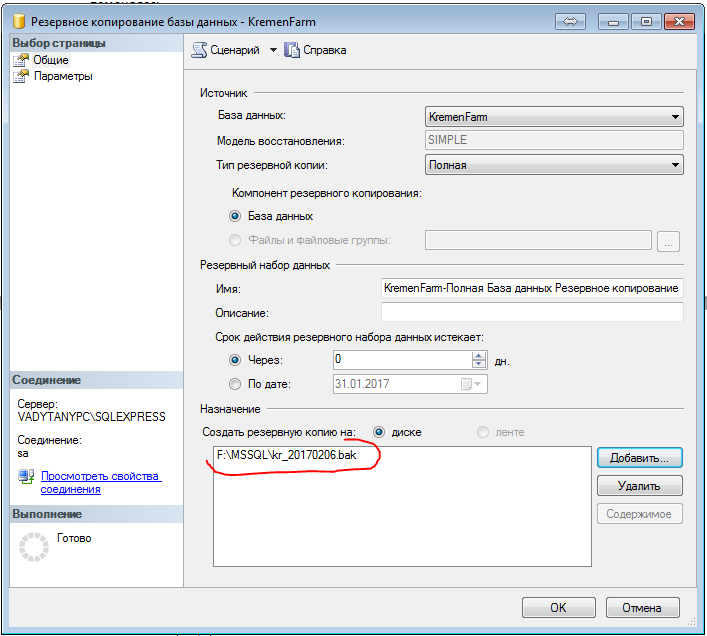 Резервное копирование базы данных - KremenFarm
Выбор страницы
Общие
Параметры
Сценарий
Справка
Источник
База данных:
KremenFarm
Модель восстановления:
SIMPLE
Тип резервной копии:
Полная
Компонент резервного копирования:
База данных
Файлы и файловые группы:
...
Резервный набор данных
Имя:
KremenFarm-Полная База данных Резервное копирование
Описание:
Срок действия резервного набора данных истекает:
Через:
0
дн.
По дате:
31.01.2017
Назначение
Создать резервную копию на:
диске
ленте
F:\MSSQL\kr_20170206.bak
Добавить...
Удалить
Содержимое
Соединение
Сервер:
VADYTANYPC\SQLEXPRESS
Соединение:
sa
Просмотреть свойства
соединения
Выполнение
Готово
OK
Отмена